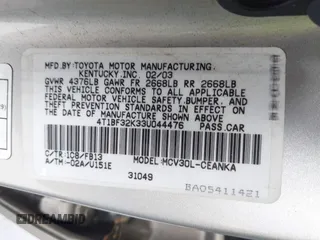 MFD.BY:TOYOTA MOTOR MANUFACTURING,
KENTUCKY,INC. 02/03
GVWR 4376LB GAWR FR 2668LB RR 2668LB
THIS VEHICLE CONFORMS TO ALL APPLICABLE
FEDERAL MOTOR VEHICLE SAFETY,BUMPER, AND
THEFT PREVENTION STANDARDS IN EFFECT ON
THE DATE OF MANUFACTURE SHOWN ABOVE.
4T1BF32K33U044476 PASS.CAR
C/TR:1C8/FB13 MODEL:MCV30L-CEANKA
A/TM:-02A/U151E
31049
BA05411421
DREAMBID